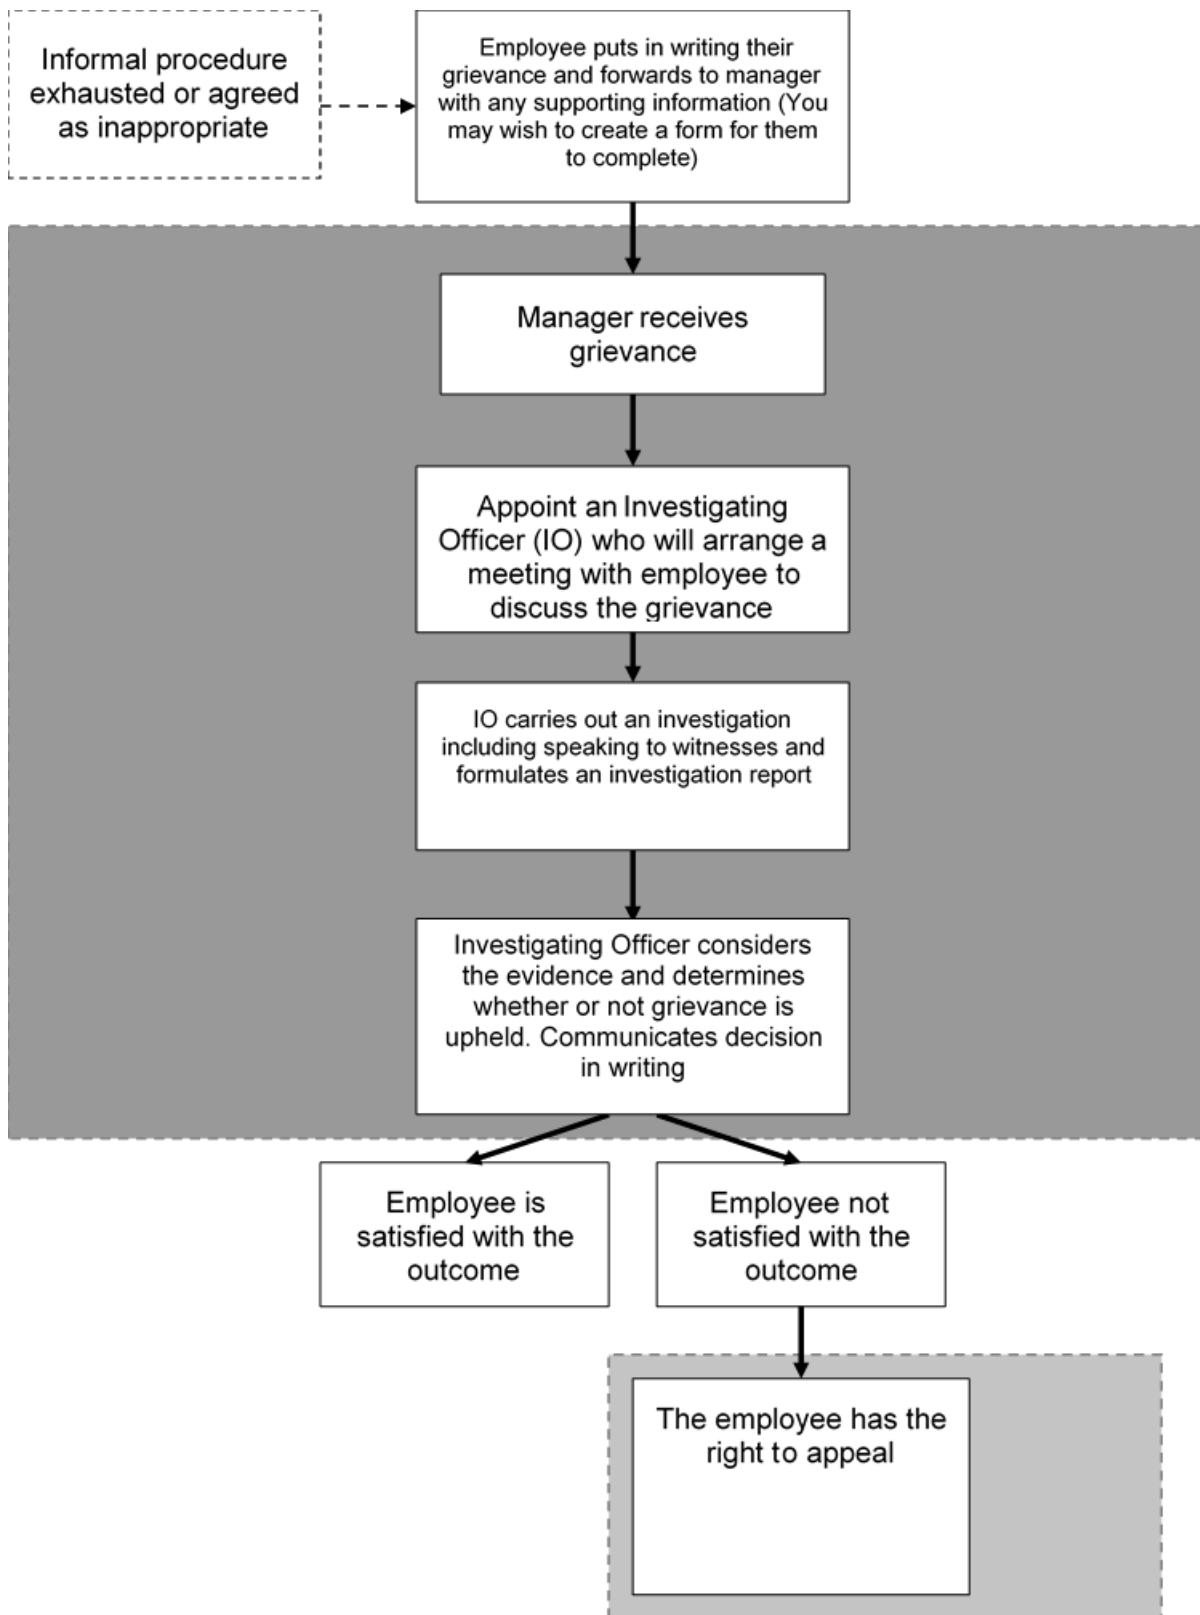 Informal procedure
exhausted or agreed
as inappropriate
Employee puts in writing their
grievance and forwards to manager
with any supporting information (You
may wish to create a form for them
to complete)
Manager receives
grievance
Appoint an Investigating
Officer (IO) who will arrange a
meeting with employee to
discuss the grievance
IO carries out an investigation
including speaking to witnesses and
formulates an investigation report
Investigating Officer considers
the evidence and determines
whether or not grievance is
upheld. Communicates decision
in writing
Employee is
satisfied with the
outcome
Employee not
satisfied with the
outcome
The employee has the
right to appeal